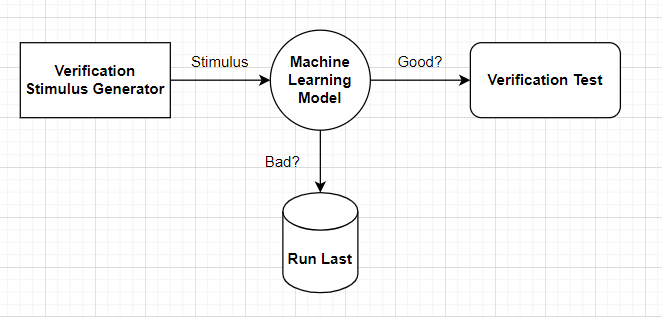 Verification
Stimulus Generator
Stimulus
Machine
Learning
Model
Good?
Verification Test
Bad?
Run Last